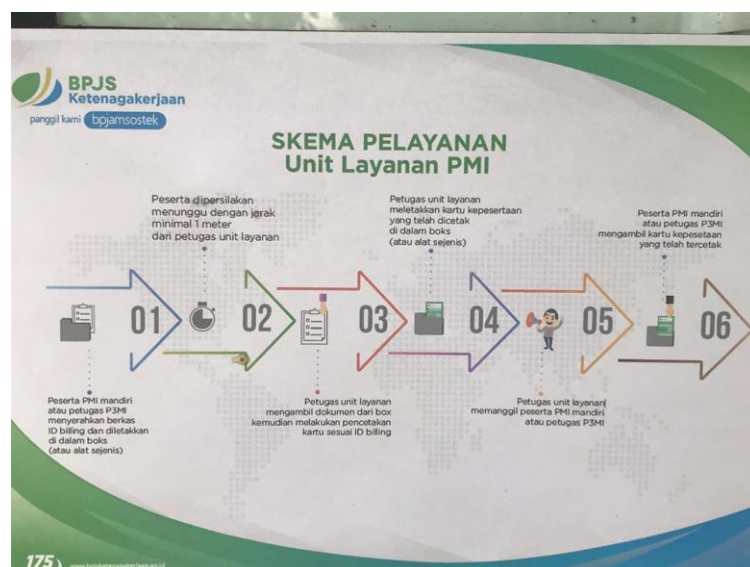 BPJS
Ketenagakerjaan
panggil kami bpjamsostek
SKEMA PELAYANAN
Unit Layanan PMI
01
Peserta PMI mandiri
atau petugas P3MI
menyerahkan berkas
ID billing dan diletakkan
di dalam boks
(atau alat sejenis)
Peserta dipersilakan
menunggu dengan jarak
minimal 1 meter
dari petugas unit layanan
02
03
Petugas unit layanan
mengambil dokumen dari box
kemudian melakukan pencetakan
kartu sesuai ID billing
Petugas unit layanan
meletakkan kartu kepesertaan
yang telah dicetak
di dalam boks
(atau alat sejenis)
04
05
Petugas unit layanan
memanggil peserta PMI mandiri
atau petugas P3MI
Peserta PMI mandiri
atau petugas P3MI
mengambil kartu kepesetaan
yang telah tercetak
06
175 www.bpjsketenagakerjaan.go.id